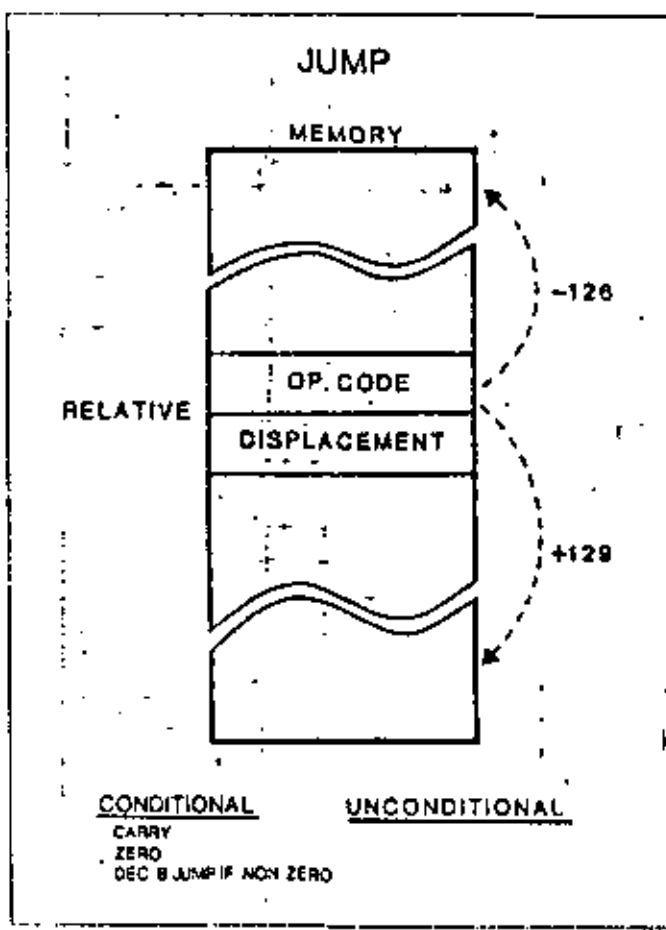 JUMP
MEMORY
-126
OP. CODE
RELATIVE
DISPLACEMENT
+129
CONDITIONAL UNCONDITIONAL
CARRY
ZERO
DEC B JUMP IF NON ZERO